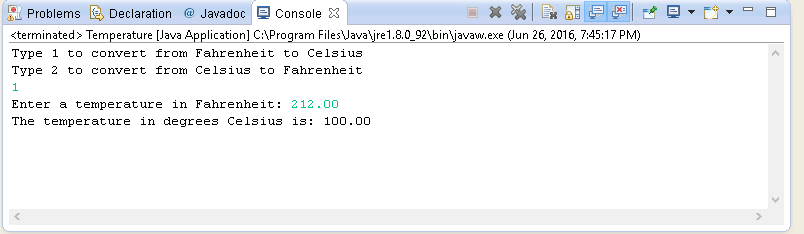 Problems Declaration @ Javadoc Console
<terminated> Temperature [Java Application] C:\Program Files\Java\jre1.8.0_92\bin\javaw.exe (Jun 26, 2016, 7:45:17 PM)
Type 1 to convert from Fahrenheit to Celsius
Type 2 to convert from Celsius to Fahrenheit
1
Enter a temperature in Fahrenheit: 212.00
The temperature in degrees Celsius is: 100.00